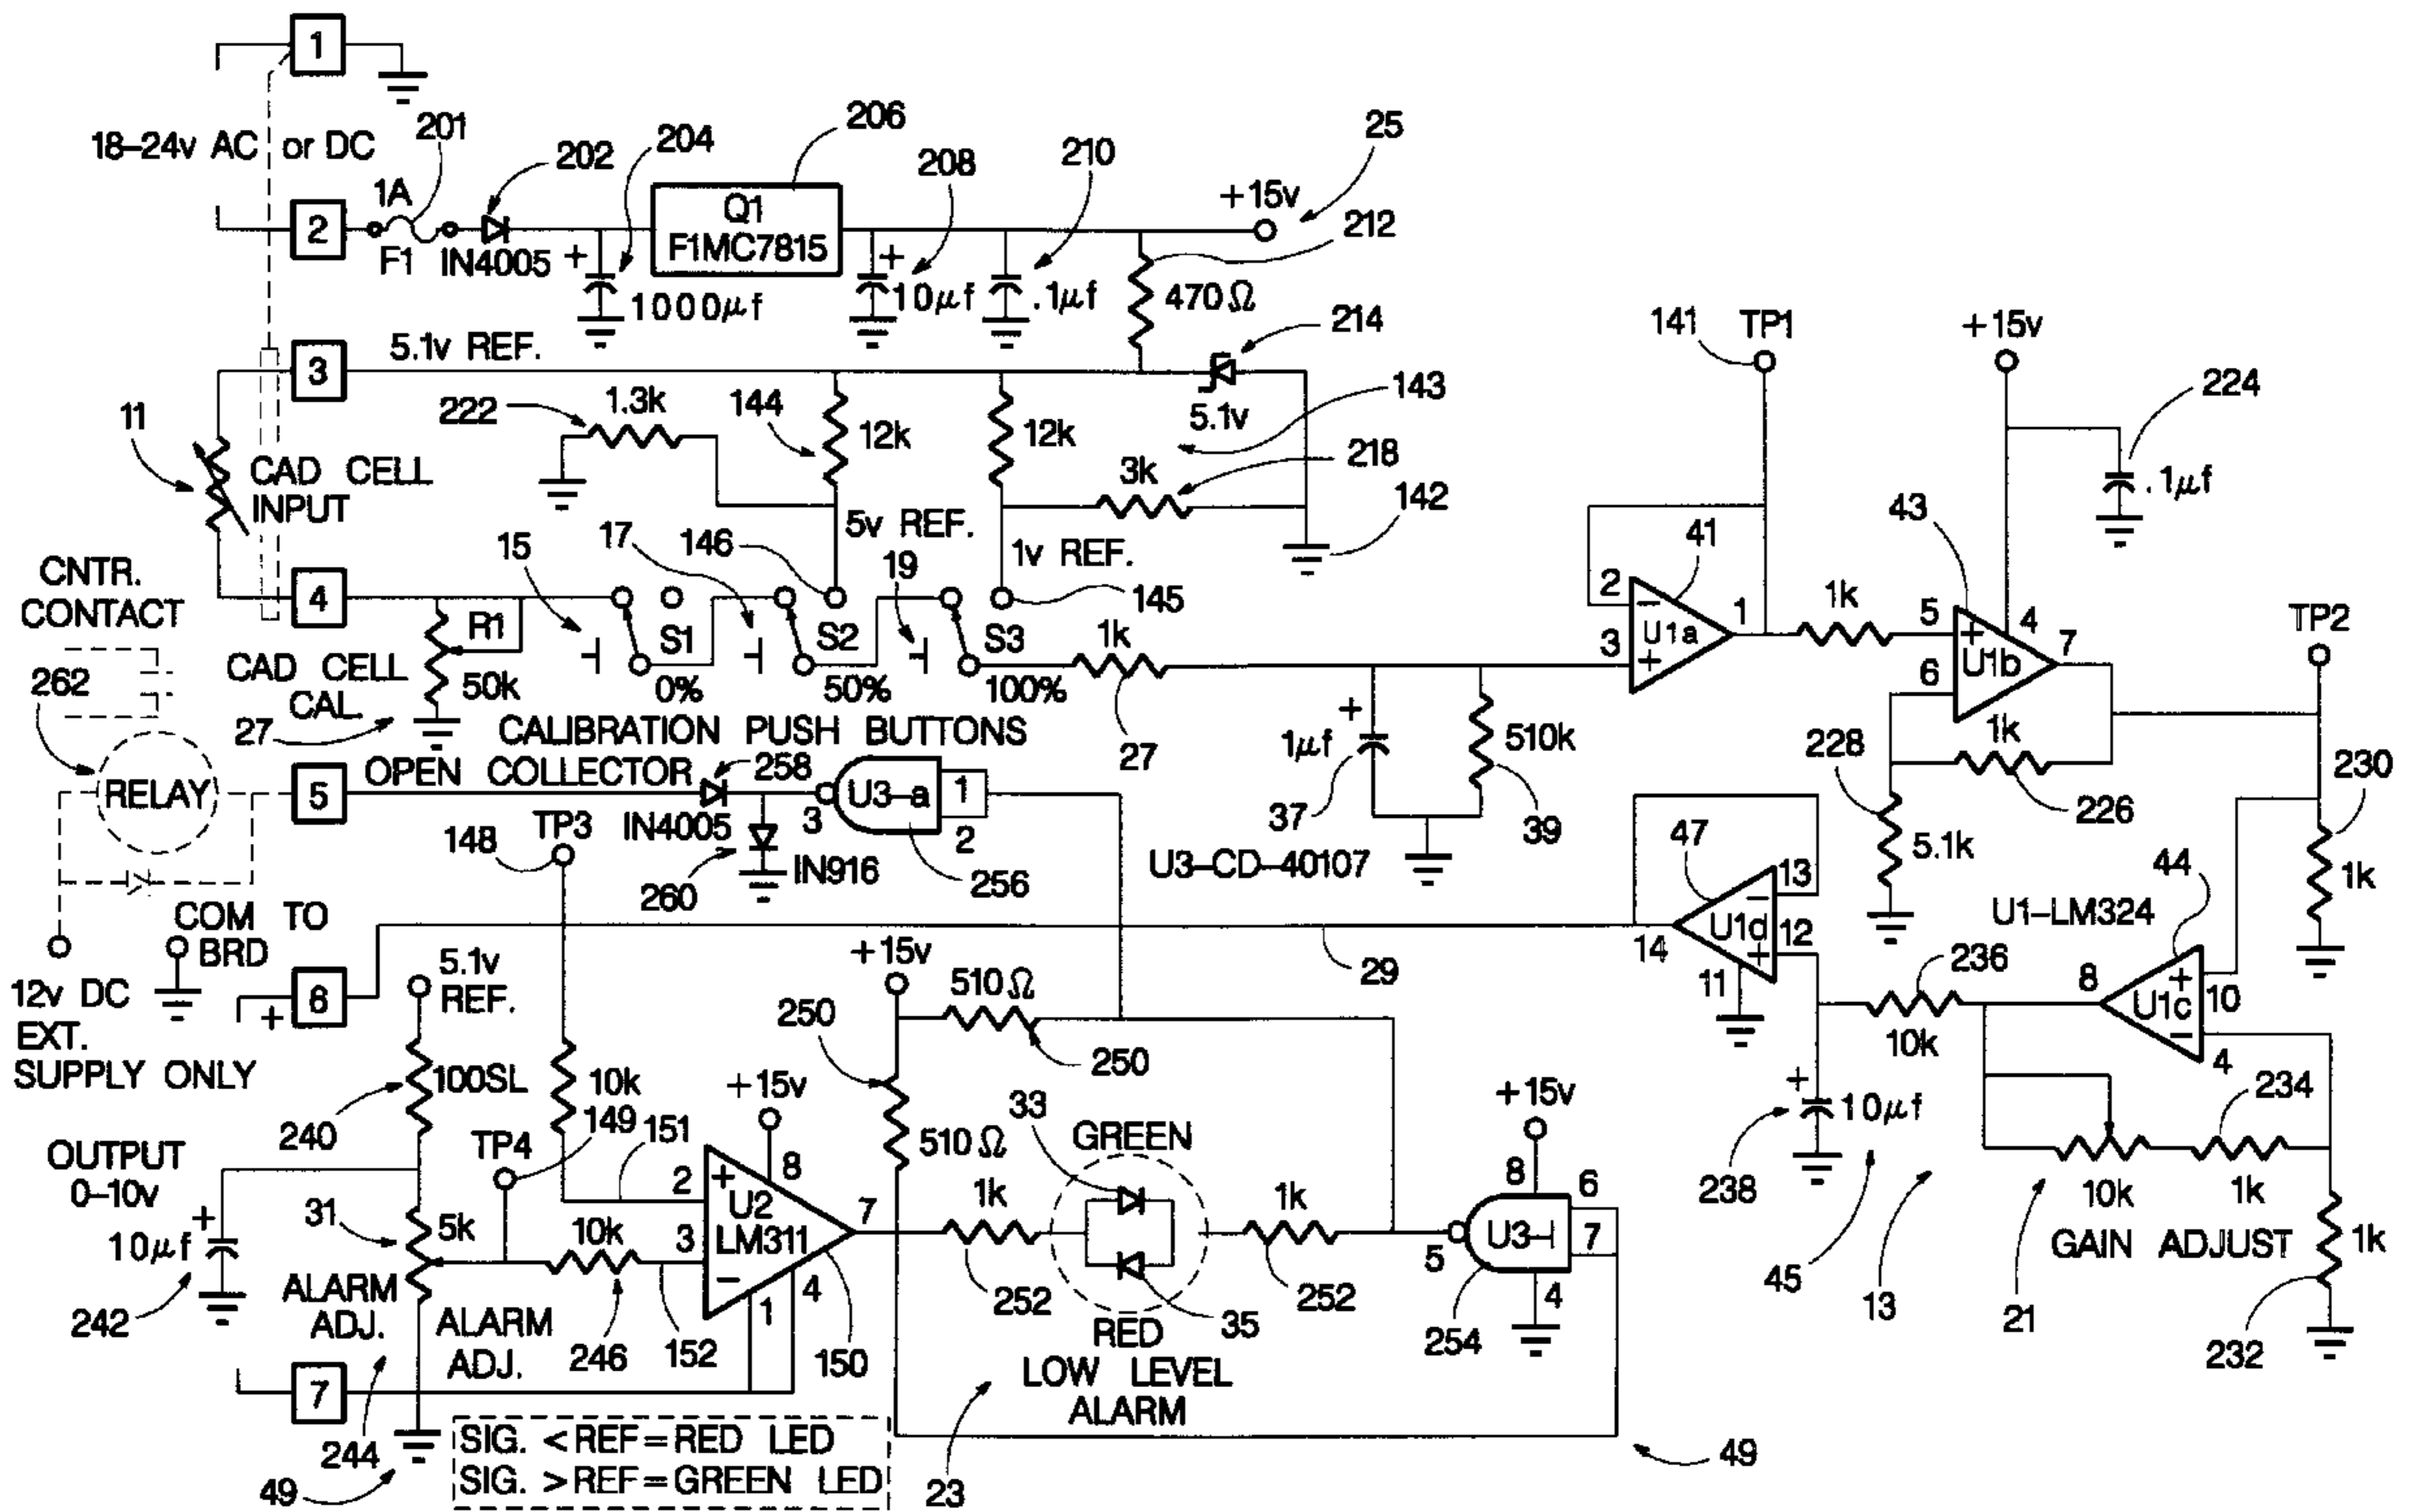 1
201
18–24v AC or DC
202
204
206
208
210
25
1A
2
F1
IN4005
+
1000μf
Q1
F1MC7815
+
10μf
.1μf
+15v
212
470Ω
214
5.1v REF.
3
5.1v
143
141
TP1
+15v
224
.1μf
11
CAD CELL
INPUT
222
1.3k
144
12k
12k
3k
218
142
5v REF.
1v REF.
15
17
146
19
145
CNTR.
CONTACT
4
R1
50k
S1
S2
S3
0%
50%
100%
CAD CELL
CAL.
27
CALIBRATION PUSH BUTTONS
1k
27
+
1μf
37
510k
39
41
2
3
−
+
U1a
1
1k
43
5
6
+
U1b
4
7
1k
226
228
5.1k
TP2
230
1k
262
RELAY
5
OPEN COLLECTOR
258
IN4005
3
U3–a
1
2
256
260
IN916
U3–CD–40107
TP3
148
47
13
−
U1d
12
+
14
11
29
U1–LM324
44
8
+
U1c
10
−
4
236
10k
+
10μf
238
234
10k
1k
GAIN ADJUST
45
13
21
1k
232
COM TO
BRD
12v DC
EXT.
SUPPLY ONLY
+
6
5.1v
REF.
100SL
240
10k
149
151
TP4
+15v
OUTPUT
0–10v
+
10μf
242
31
5k
ALARM
ADJ.
244
49
ALARM
ADJ.
10k
246
152
2
3
+
U2
LM311
−
8
7
1
4
150
7
+15v
510Ω
250
250
510Ω
1k
252
33
GREEN
35
RED
LOW LEVEL
ALARM
23
1k
252
+15v
8
6
7
5
U3–
4
254
49
SIG. <REF=RED LED
SIG. >REF=GREEN LED